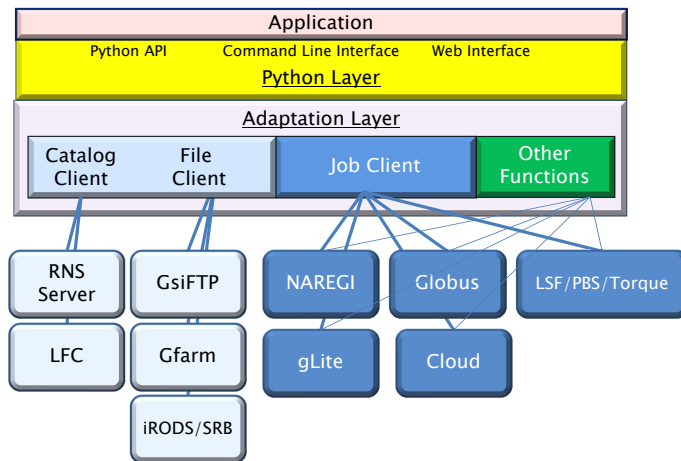 Application
Python API Command Line Interface Web Interface
Python Layer
Adaptation Layer
Catalog Client
File Client
Job Client
Other Functions
RNS Server
GsiFTP
NAREGI
Globus
LSF/PBS/Torque
LFC
Gfarm
gLite
Cloud
iRODS/SRB